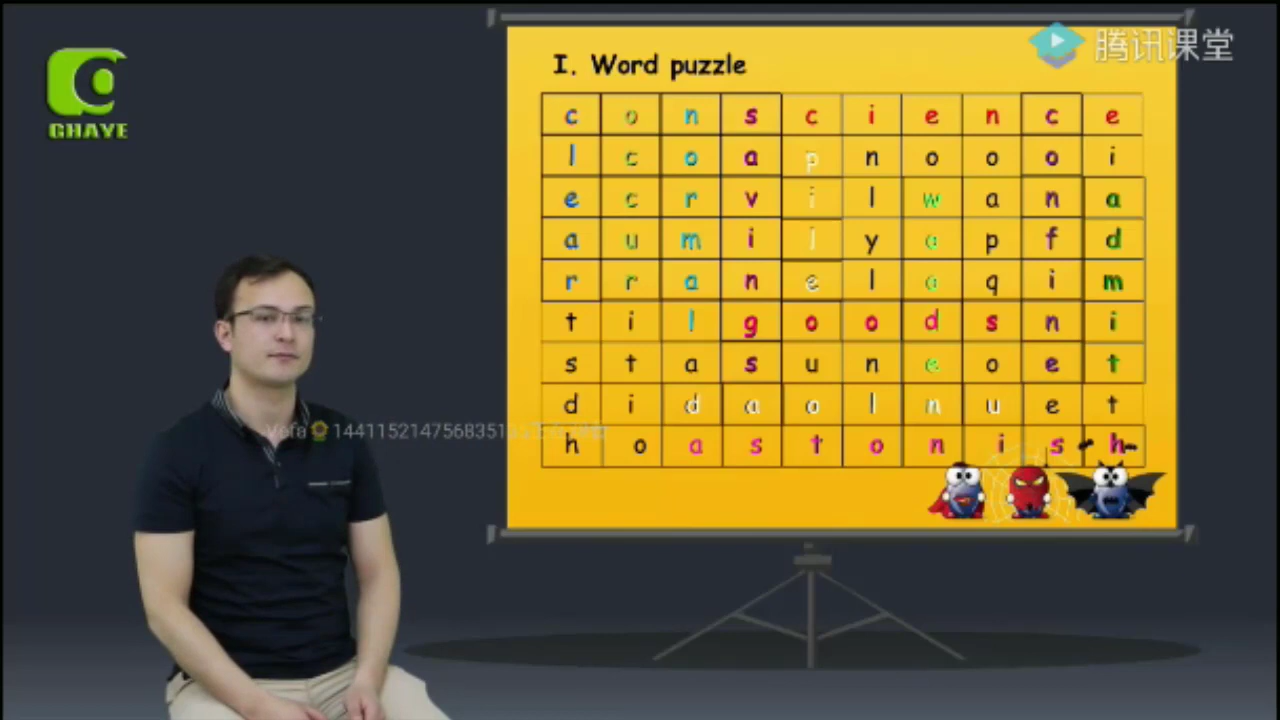 GHAYE
腾讯课堂
I. Word puzzle
c o n s c i e n c e
l c o a p n o o o i
e c r v i l w a n a
a u m i l y o p f d
r r a n e l o q i m
t i l g o o d s n i
s t a s u n e o e t
d i d a o l n u e t
h o a s t o n i s h